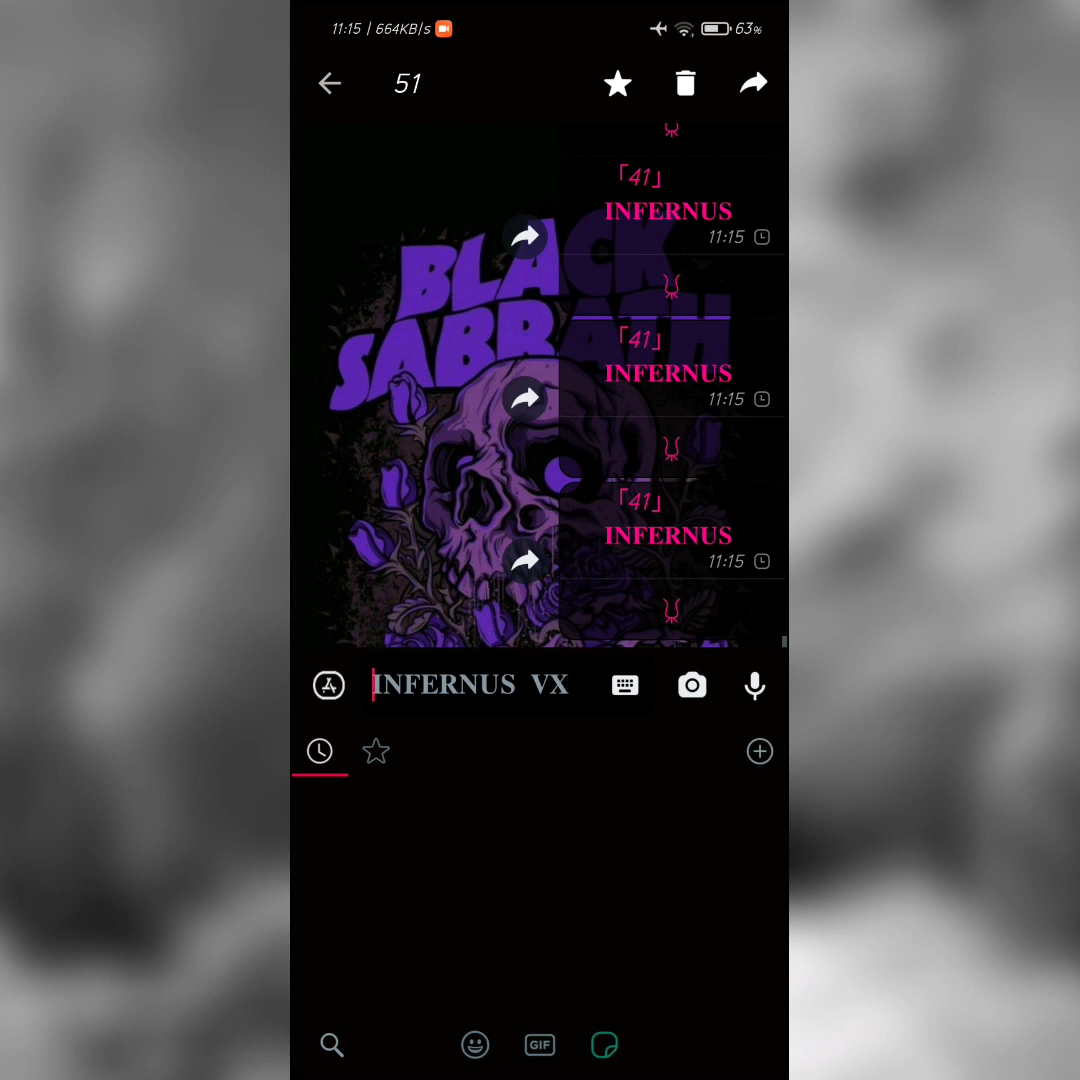 11:15 | 664KB/s
63%
51
「41」
INFERNUS
11:15
BLACK
SABBATH
「41」
INFERNUS
11:15
「41」
INFERNUS
11:15
INFERNUS VX
GIF